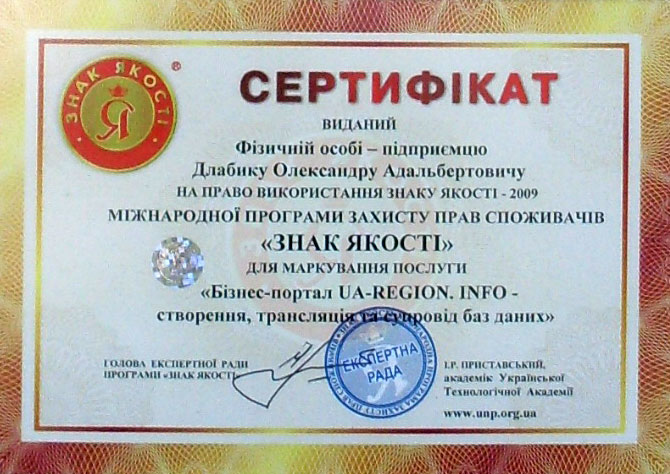 ЗНАК ЯКОСТІ
Я
®
СЕРТИФІКАТ
ВИДАНИЙ
Фізичній особі – підприємцю
Длабику Олександру Адальбертовичу
НА ПРАВО ВИКОРИСТАННЯ ЗНАКУ ЯКОСТІ - 2009
МІЖНАРОДНОЇ ПРОГРАМИ ЗАХИСТУ ПРАВ СПОЖИВАЧІВ
«ЗНАК ЯКОСТІ»
ДЛЯ МАРКУВАННЯ ПОСЛУГИ
«Бізнес-портал UA-REGION. INFO -
створення, трансляція та супровід баз даних»
ГОЛОВА ЕКСПЕРТНОЇ РАДИ
ПРОГРАМИ «ЗНАК ЯКОСТІ»
ЕКСПЕРТНА
РАДА
І.Р. ПРИСТАВСЬКИЙ,
академік Української
Технологічної Академії
www.unp.org.ua